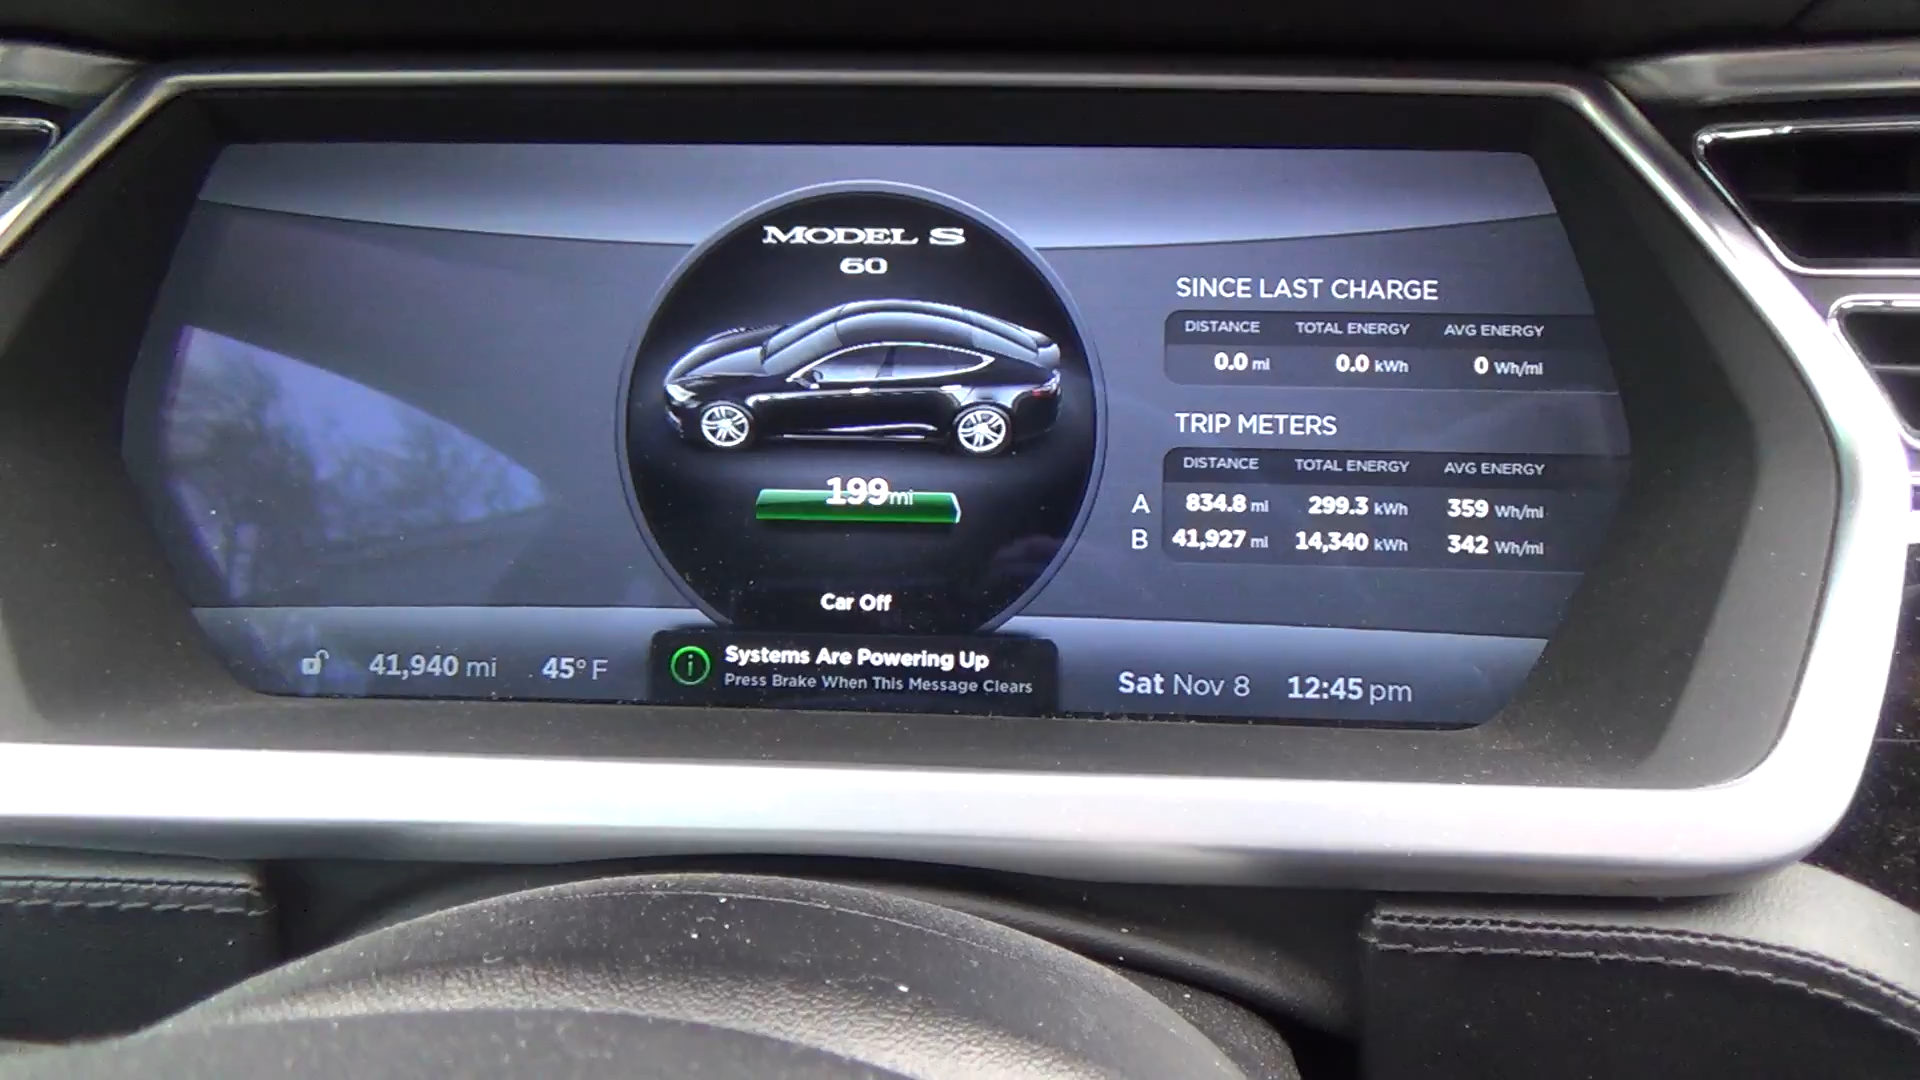 MODEL S
60
199mi
Car Off
SINCE LAST CHARGE
DISTANCE TOTAL ENERGY AVG ENERGY
0.0 mi 0.0 kWh 0 Wh/mi
TRIP METERS
DISTANCE TOTAL ENERGY AVG ENERGY
A 834.8 mi 299.3 kWh 359 Wh/mi
B 41,927 mi 14,340 kWh 342 Wh/mi
41,940 mi 45° F
Systems Are Powering Up
Press Brake When This Message Clears
Sat Nov 8 12:45 pm